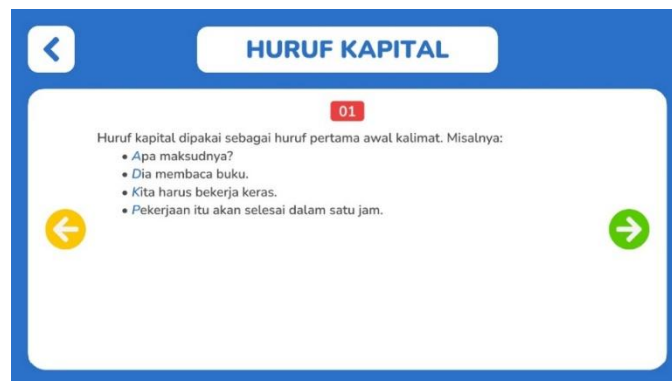 HURUF KAPITAL
01
Huruf kapital dipakai sebagai huruf pertama awal kalimat. Misalnya:
• Apa maksudnya?
• Dia membaca buku.
• Kita harus bekerja keras.
• Pekerjaan itu akan selesai dalam satu jam.